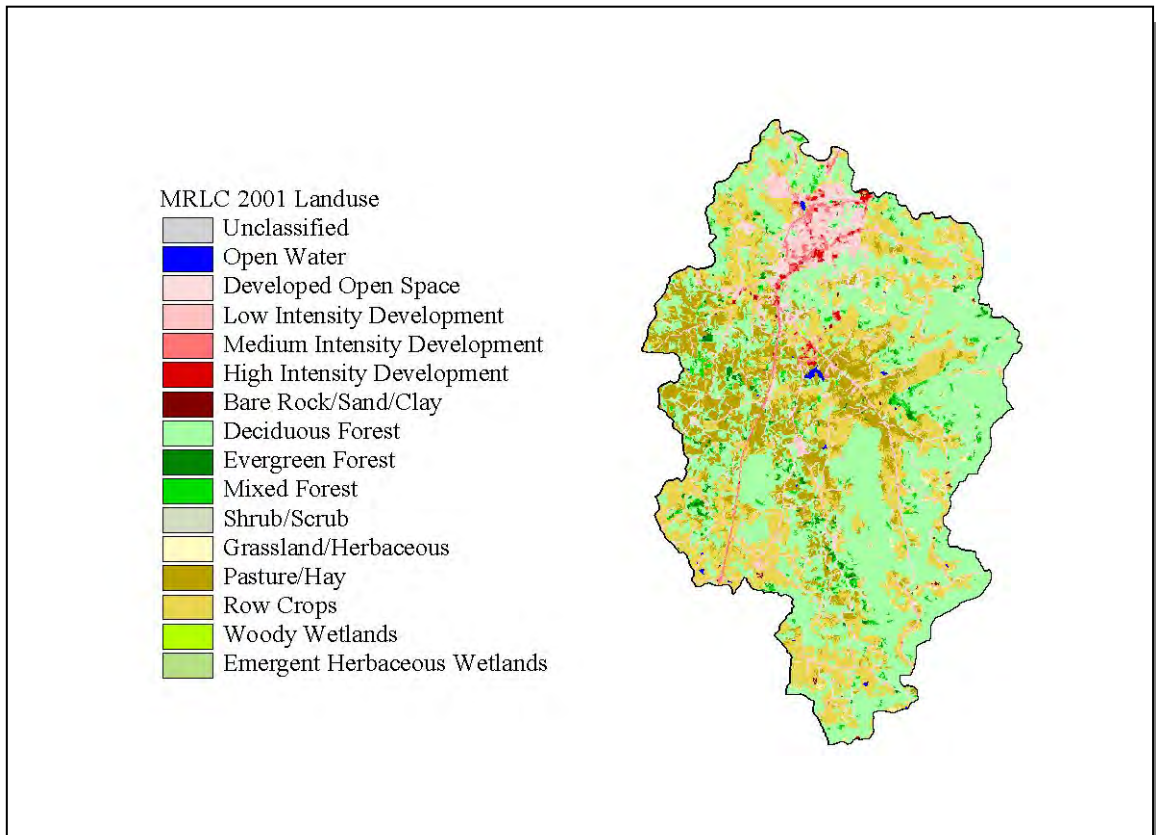 MRLC 2001 Landuse
Unclassified
Open Water
Developed Open Space
Low Intensity Development
Medium Intensity Development
High Intensity Development
Bare Rock/Sand/Clay
Deciduous Forest
Evergreen Forest
Mixed Forest
Shrub/Scrub
Grassland/Herbaceous
Pasture/Hay
Row Crops
Woody Wetlands
Emergent Herbaceous Wetlands